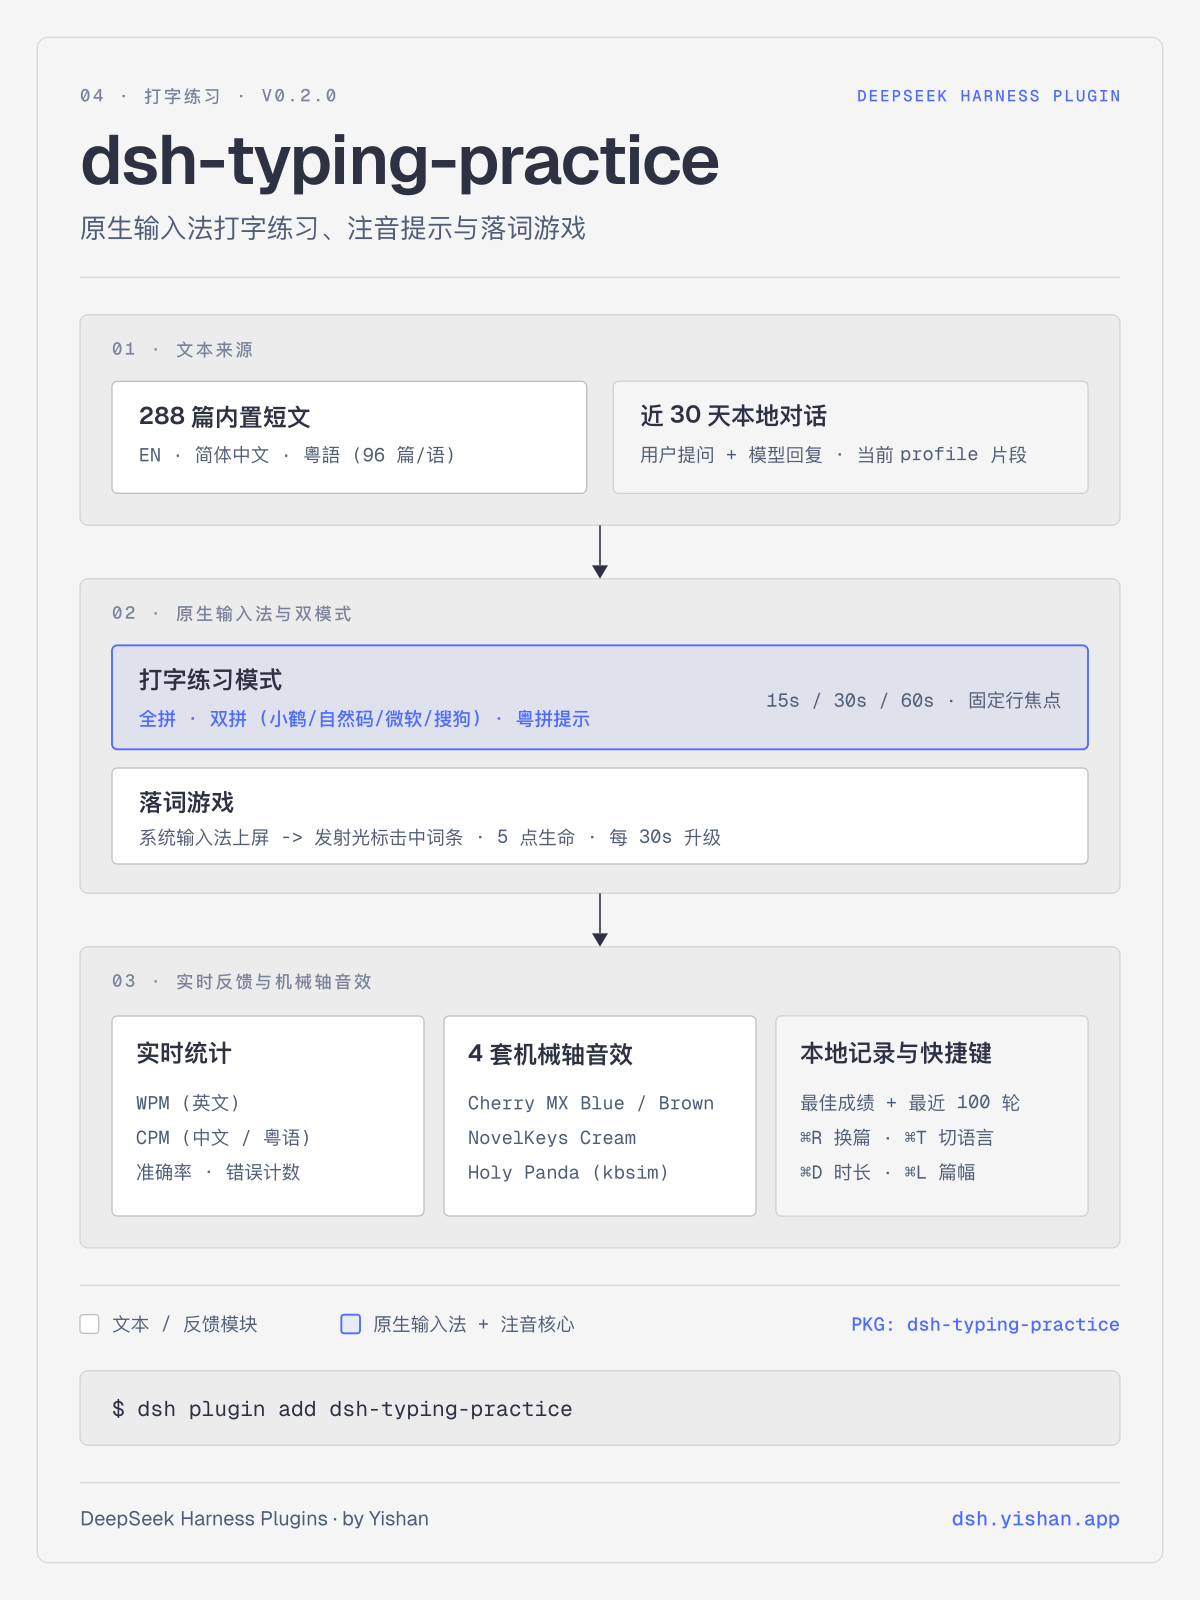 04 · 打字练习 · V0.2.0
DEEPSEEK HARNESS PLUGIN
dsh-typing-practice
原生输入法打字练习、注音提示与落词游戏
01 · 文本来源
288 篇内置短文
EN · 简体中文 · 粤語 (96 篇/语)
近 30 天本地对话
用户提问 + 模型回复 · 当前 profile 片段
02 · 原生输入法与双模式
打字练习模式
全拼 · 双拼 (小鹤/自然码/微软/搜狗) · 粤拼提示
15s / 30s / 60s · 固定行焦点
落词游戏
系统输入法上屏 -> 发射光标击中词条 · 5 点生命 · 每 30s 升级
03 · 实时反馈与机械轴音效
实时统计
WPM (英文)
CPM (中文 / 粤语)
准确率 · 错误计数
4 套机械轴音效
Cherry MX Blue / Brown
NovelKeys Cream
Holy Panda (kbsim)
本地记录与快捷键
最佳成绩 + 最近 100 轮
⌘R 换篇 · ⌘T 切语言
⌘D 时长 · ⌘L 篇幅
文本 / 反馈模块
原生输入法 + 注音核心
PKG: dsh-typing-practice
$ dsh plugin add dsh-typing-practice
DeepSeek Harness Plugins · by Yishan
dsh.yishan.app